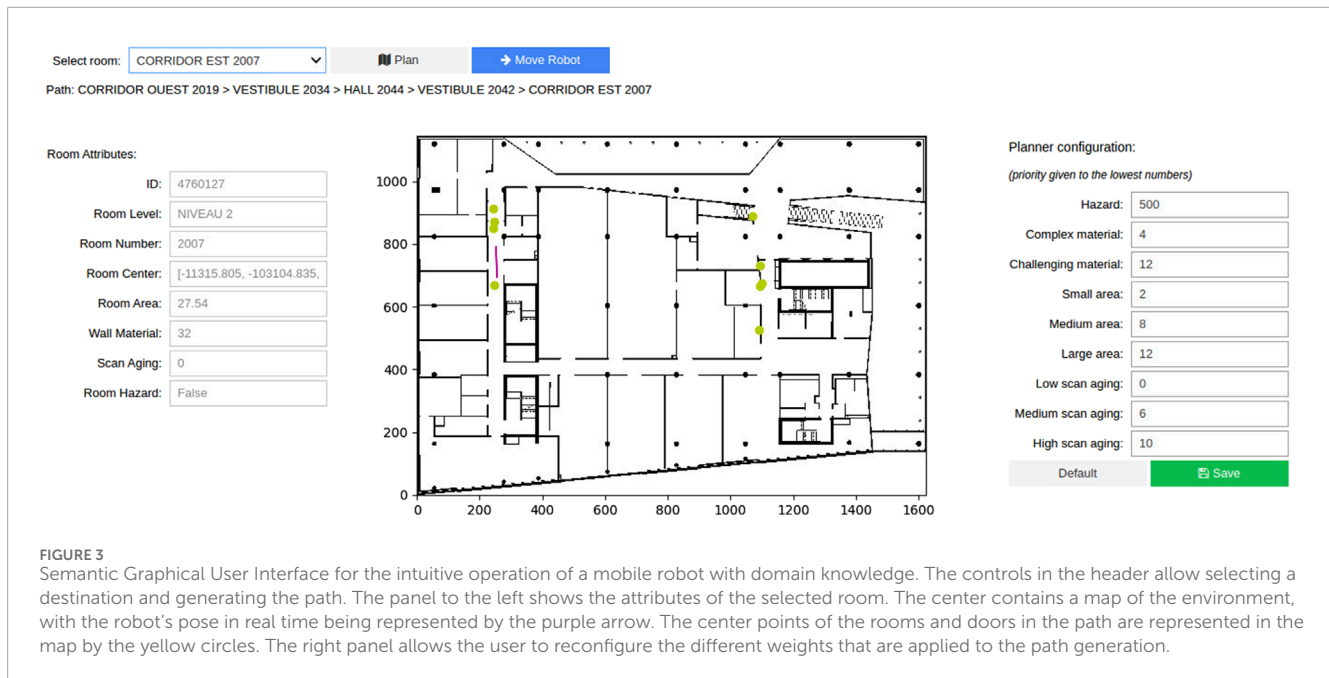 Select room: CORRIDOR EST 2007 Plan Move Robot
Path: CORRIDOR OUEST 2019 > VESTIBULE 2034 > HALL 2044 > VESTIBULE 2042 > CORRIDOR EST 2007
Room Attributes:
ID: 4760127
Room Level: NIVEAU 2
Room Number: 2007
Room Center: [-11315.805, -103104.835,
Room Area: 27.54
Wall Material: 32
Scan Aging: 0
Room Hazard: False
1000
800
600
400
200
0
0 200 400 600 800 1000 1200 1400 1600
Planner configuration:
(priority given to the lowest numbers)
Hazard: 500
Complex material: 4
Challenging material: 12
Small area: 2
Medium area: 8
Large area: 12
Low scan aging: 0
Medium scan aging: 6
High scan aging: 10
Default Save
FIGURE 3
Semantic Graphical User Interface for the intuitive operation of a mobile robot with domain knowledge. The controls in the header allow selecting a
destination and generating the path. The panel to the left shows the attributes of the selected room. The center contains a map of the environment,
with the robot's pose in real time being represented by the purple arrow. The center points of the rooms and doors in the path are represented in the
map by the yellow circles. The right panel allows the user to reconfigure the different weights that are applied to the path generation.